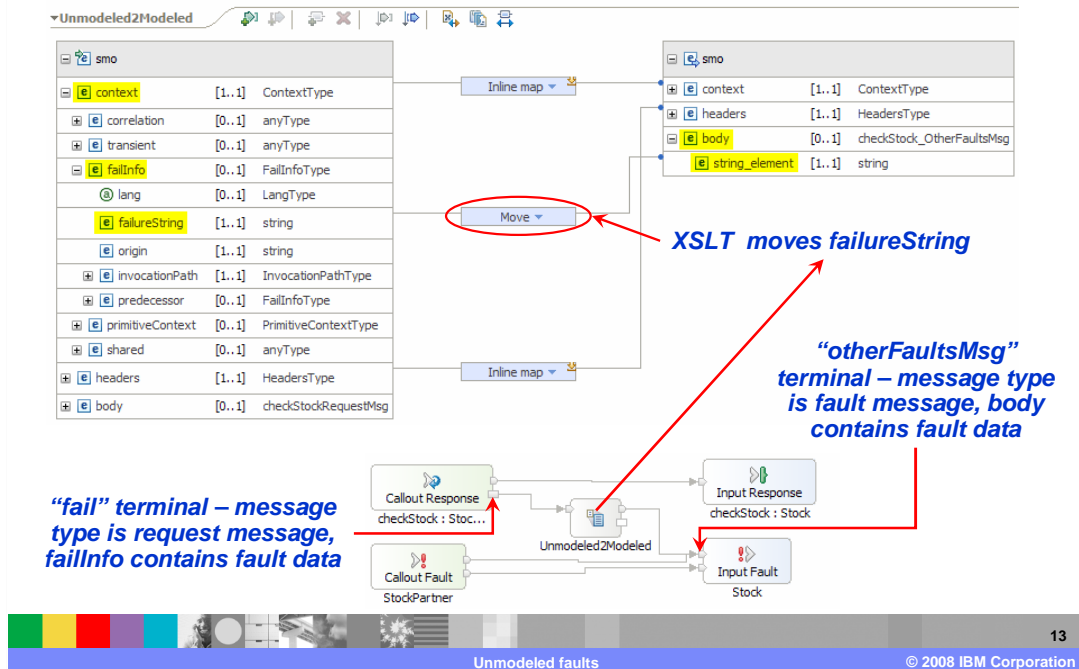 Unmodeled2Modeled
smo
context [1..1] ContextType
correlation [0..1] anyType
transient [0..1] anyType
failInfo [0..1] FailInfoType
lang [0..1] LangType
failureString [1..1] string
origin [1..1] string
invocationPath [1..1] InvocationPathType
predecessor [0..1] FailInfoType
primitiveContext [0..1] PrimitiveContextType
shared [0..1] anyType
headers [1..1] HeadersType
body [0..1] checkStockRequestMsg
Inline map
Move
Inline map
smo
context [1..1] ContextType
headers [1..1] HeadersType
body [0..1] checkStock_OtherFaultsMsg
string_element [1..1] string
XSLT moves failureString
“otherFaultsMsg”
terminal – message type
is fault message, body
contains fault data
“fail” terminal – message
type is request message,
failInfo contains fault data
Callout Response
checkStock : Stoc...
Callout Fault
StockPartner
Unmodeled2Modeled
Input Response
checkStock : Stock
Input Fault
Stock
13
Unmodeled faults
© 2008 IBM Corporation